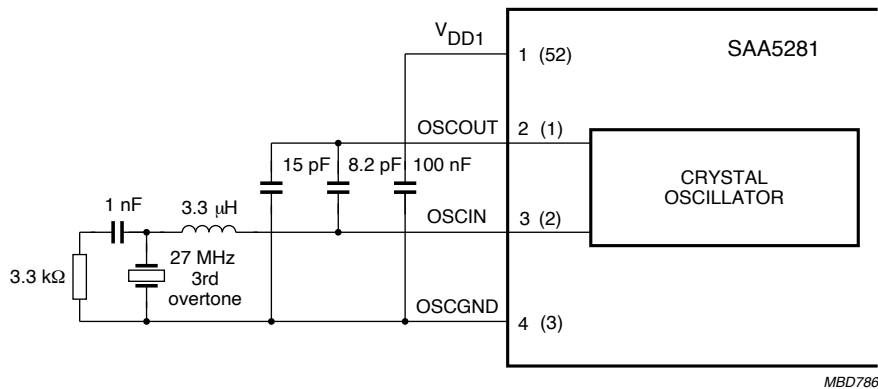 V DD1
1 (52)
SAA5281
OSCOUT
2 (1)
15 pF
8.2 pF
100 nF
CRYSTAL
OSCILLATOR
1 nF
3.3 μH
OSCIN
3 (2)
3.3 kΩ
27 MHz
3rd
overtone
OSCGND
4 (3)
MBD786